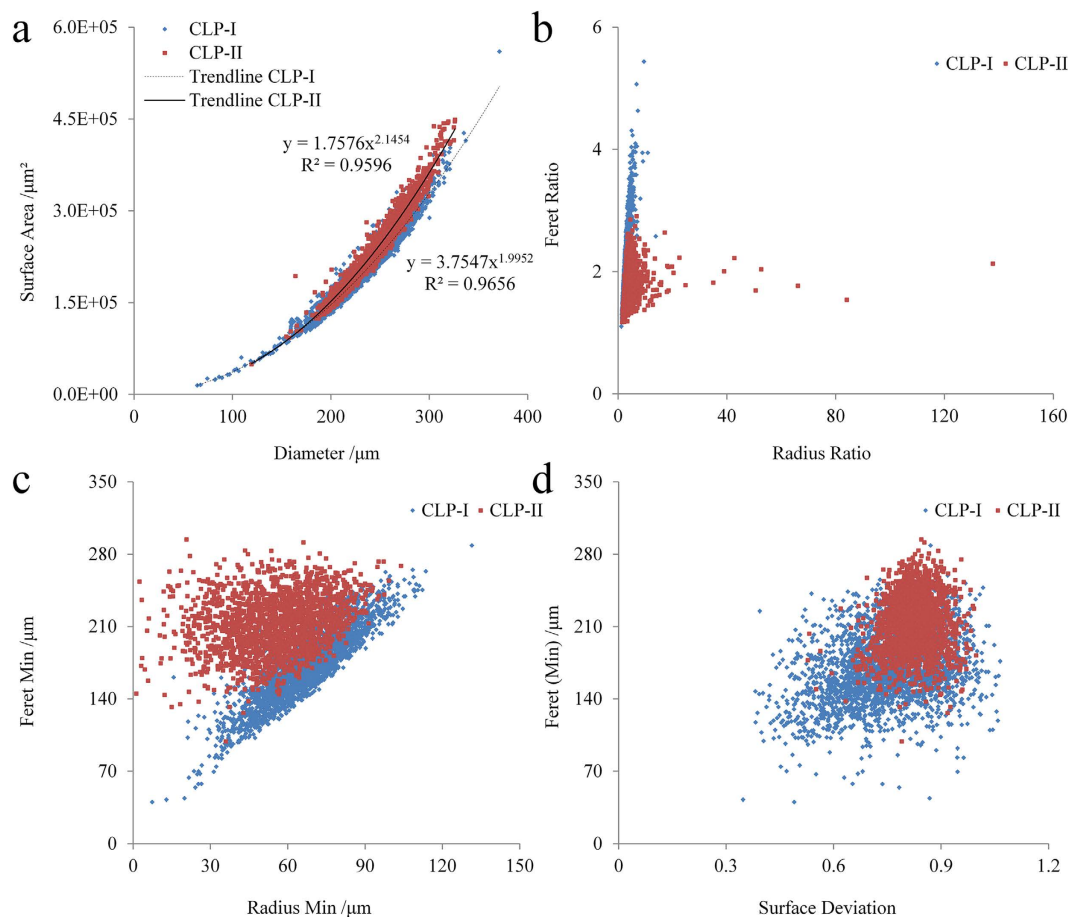 a
6.0E+05
CLP-I
CLP-II
Trendline CLP-I
Trendline CLP-II
4.5E+05
y = 1.7576x^2.1454
R² = 0.9596
3.0E+05
y = 3.7547x^1.9952
R² = 0.9656
1.5E+05
0.0E+00
0 100 200 300 400
Surface Area /µm²
Diameter /µm
b
6
CLP-I CLP-II
4
2
0
0 40 80 120 160
Feret Ratio
Radius Ratio
c
350
CLP-I CLP-II
280
210
140
70
0
0 30 60 90 120 150
Feret Min /µm
Radius Min /µm
d
350
CLP-I CLP-II
280
210
140
70
0
0 0.3 0.6 0.9 1.2
Feret (Min) /µm
Surface Deviation